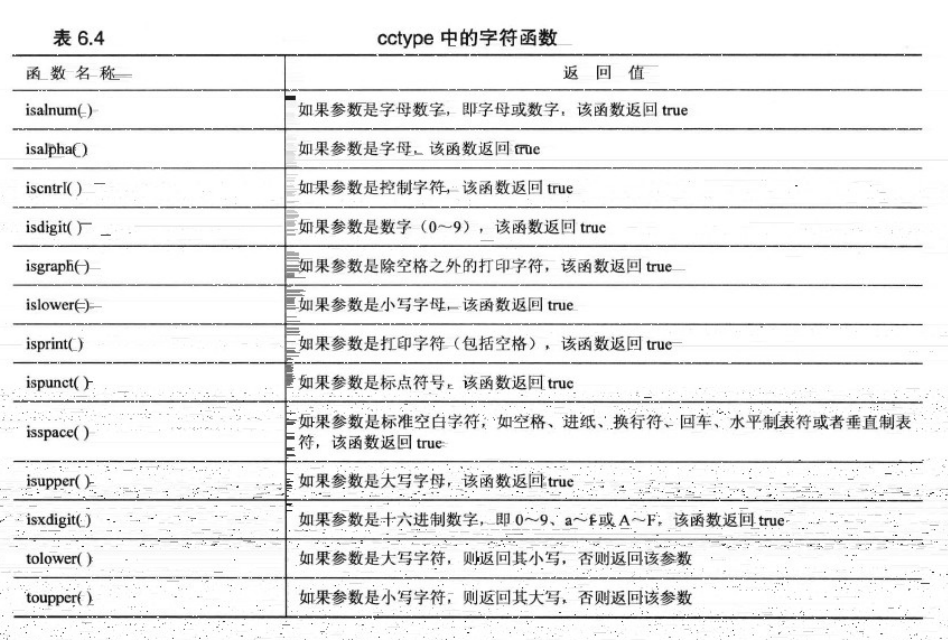 表 6.4 cctype 中的字符函数
函 数 名 称 返 回 值
isalnum( ) 如果参数是字母数字，即字母或数字，该函数返回 true
isalpha( ) 如果参数是字母，该函数返回 true
iscntrl( ) 如果参数是控制字符，该函数返回 true
isdigit( ) 如果参数是数字（0～9），该函数返回 true
isgraph( ) 如果参数是除空格之外的打印字符，该函数返回 true
islower( ) 如果参数是小写字母，该函数返回 true
isprint( ) 如果参数是打印字符（包括空格），该函数返回 true
ispunct( ) 如果参数是标点符号，该函数返回 true
isspace( ) 如果参数是标准空白字符，如空格、进纸、换行符、回车、水平制表符或者垂直制表
符，该函数返回 true
isupper( ) 如果参数是大写字母，该函数返回 true
isxdigit( ) 如果参数是十六进制数字，即 0～9、a～f 或 A～F，该函数返回 true
tolower( ) 如果参数是大写字符，则返回其小写，否则返回该参数
toupper( ) 如果参数是小写字符，则返回其大写，否则返回该参数